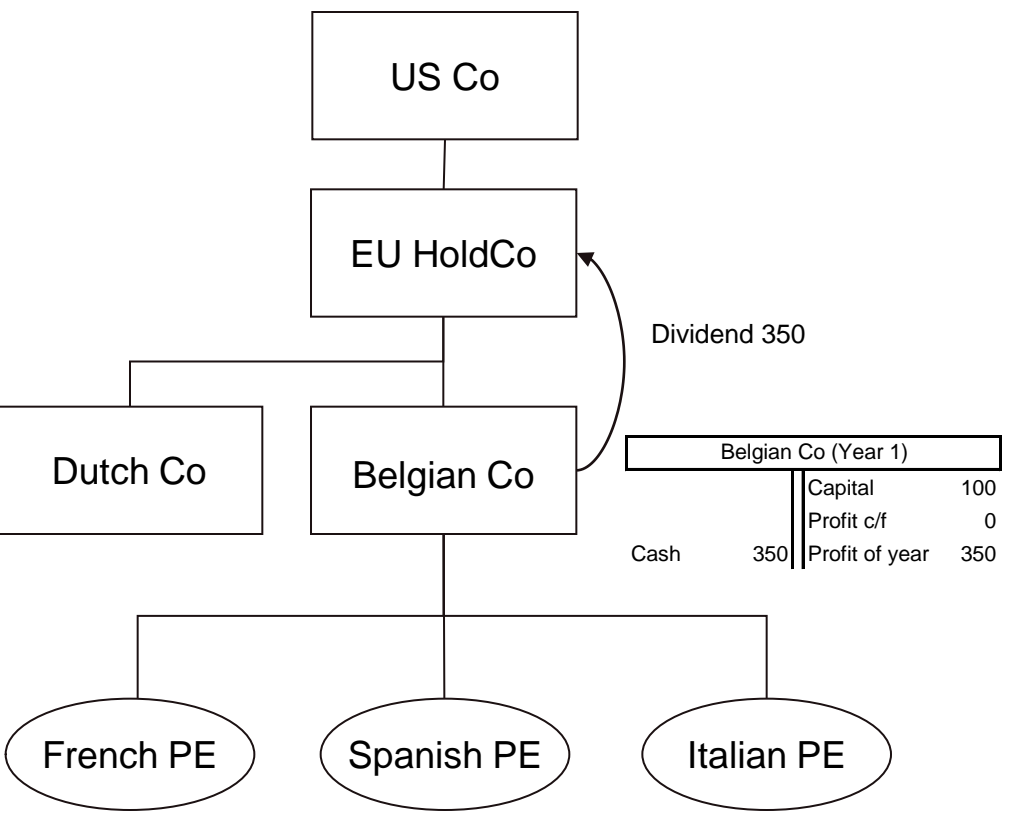 US Co
EU HoldCo
Dividend 350
Dutch Co
Belgian Co
Belgian Co (Year 1)
Capital 100
Profit c/f 0
Cash 350 Profit of year 350
French PE
Spanish PE
Italian PE